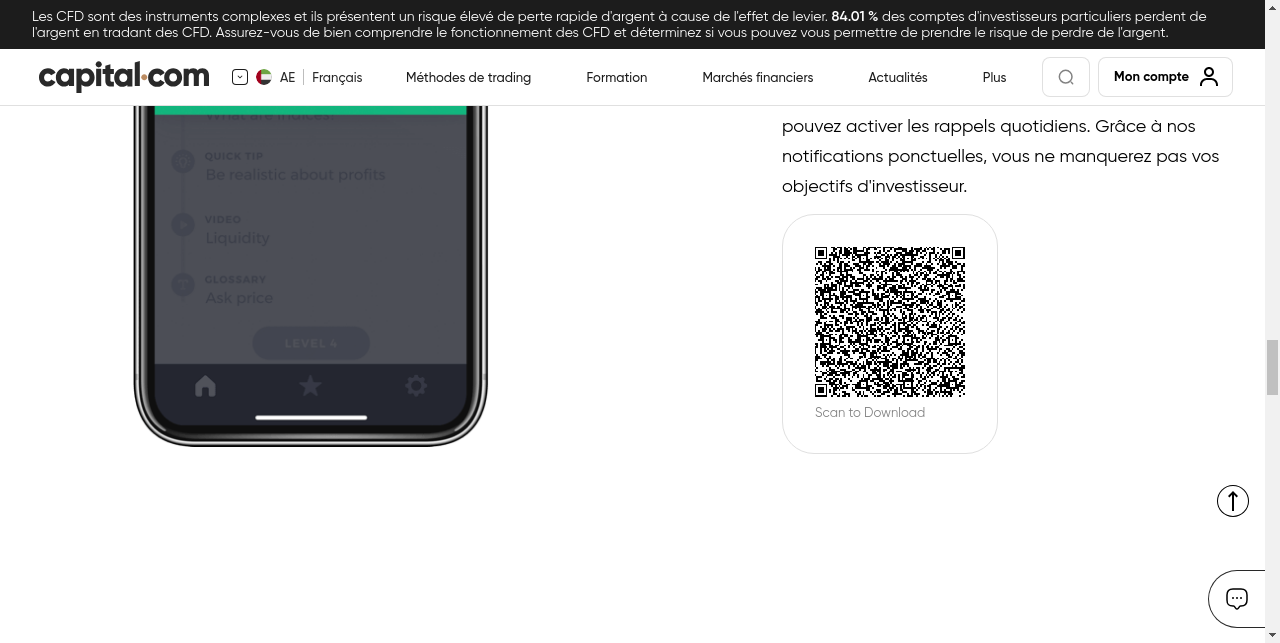 Les CFD sont des instruments complexes et ils présentent un risque élevé de perte rapide d'argent à cause de l'effet de levier. 84.01 % des comptes d'investisseurs particuliers perdent de
l'argent en tradant des CFD. Assurez-vous de bien comprendre le fonctionnement des CFD et déterminez si vous pouvez vous permettre de prendre le risque de perdre de l'argent.
capital.com AE Français Méthodes de trading Formation Marchés financiers Actualités Plus Mon compte
What are indices?
QUICK TIP
Be realistic about profits
VIDEO
Liquidity
GLOSSARY
Ask price
LEVEL 4
pouvez activer les rappels quotidiens. Grâce à nos
notifications ponctuelles, vous ne manquerez pas vos
objectifs d'investisseur.
Scan to Download